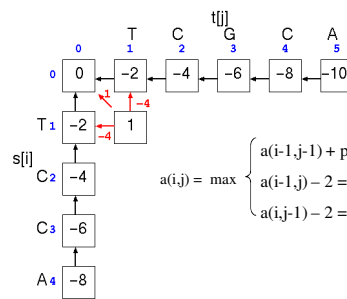 t[j]
T C G C A
0 1 2 3 4 5
0 0 -2 -4 -6 -8 -10
1 -4
T 1 -2 1
-4
s[i]
C 2 -4
a(i,j) = max
a(i-1,j-1) + p
a(i-1,j) – 2 =
a(i,j-1) – 2 =
C 3 -6
A 4 -8